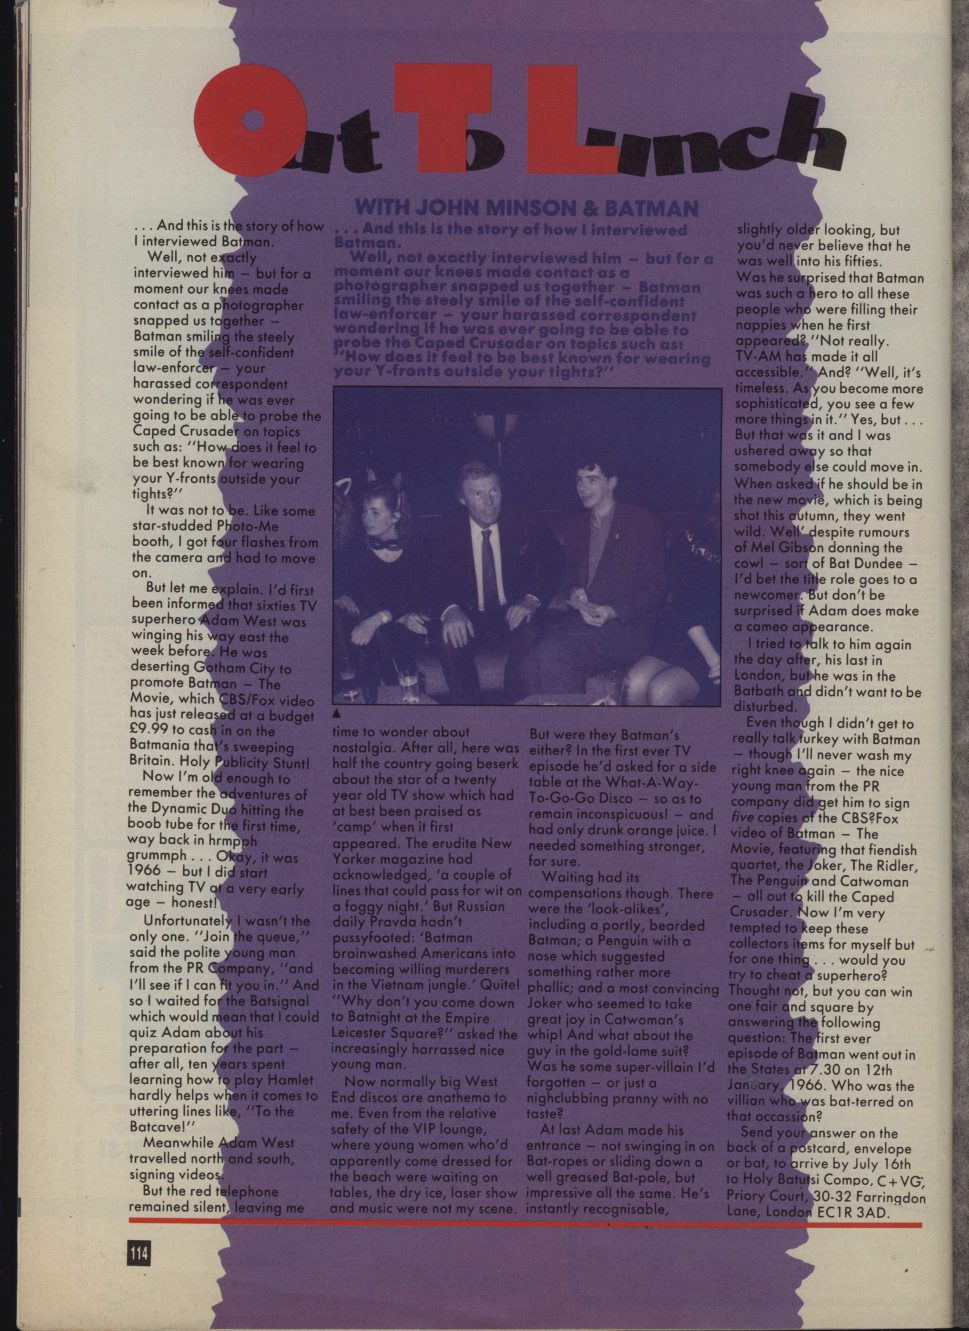 Out To Lunch
WITH JOHN MINSON & BATMAN
. . . And this is the story of how I interviewed
Batman.
Well, not exactly interviewed him – but for a
moment our knees made contact as a
photographer snapped us together – Batman
smiling the steely smile of the self-confident
law-enforcer – your harassed correspondent
wondering if he was ever going to be able to
probe the Caped Crusader on topics such as:
"How does it feel to be best known for wearing
your Y-fronts outside your tights?"
. . . And this is the story of how
I interviewed Batman.
Well, not exactly
interviewed him – but for a
moment our knees made
contact as a photographer
snapped us together –
Batman smiling the steely
smile of the self-confident
law-enforcer – your
harassed correspondent
wondering if he was ever
going to be able to probe the
Caped Crusader on topics
such as: "How does it feel to
be best known for wearing
your Y-fronts outside your
tights?"
It was not to be. Like some
star-studded Photo-Me
booth, I got four flashes from
the camera and had to move
on.
But let me explain. I'd first
been informed that sixties TV
superhero Adam West was
winging his way east the
week before. He was
deserting Gotham City to
promote Batman – The
Movie, which CBS/Fox video
has just released at a budget
£9.99 to cash in on the
Batmania that's sweeping
Britain. Holy Publicity Stunt!
Now I'm old enough to
remember the adventures of
the Dynamic Duo hitting the
boob tube for the first time,
way back in hrmpph
grummph . . . Okay, it was
1966 – but I did start
watching TV at a very early
age – honest!
Unfortunately I wasn't the
only one. "Join the queue,"
said the polite young man
from the PR Company, "and
I'll see if I can fit you in." And
so I waited for the Batsignal
which would mean that I could
quiz Adam about his
preparation for the part –
after all, ten years spent
learning how to play Hamlet
hardly helps when it comes to
uttering lines like, "To the
Batcave!"
Meanwhile Adam West
travelled north and south,
signing videos.
But the red telephone
remained silent, leaving me
time to wonder about
nostalgia. After all, here was
half the country going beserk
about the star of a twenty
year old TV show which had
at best been praised as
'camp' when it first
appeared. The erudite New
Yorker magazine had
acknowledged, 'a couple of
lines that could pass for wit on
a foggy night.' But Russian
daily Pravda hadn't
pussyfooted: 'Batman
brainwashed Americans into
becoming willing murderers
in the Vietnam jungle.' Quite!
"Why don't you come down
to Batnight at the Empire
Leicester Square?" asked the
increasingly harrassed nice
young man.
Now normally big West
End discos are anathema to
me. Even from the relative
safety of the VIP lounge,
where young women who'd
apparently come dressed for
the beach were waiting on
tables, the dry ice, laser show
and music were not my scene.
But were they Batman's
either? In the first ever TV
episode he'd asked for a side
table at the What-A-Way-
To-Go-Go Disco – so as to
remain inconspicuous! – and
had only drunk orange juice. I
needed something stronger,
for sure.
Waiting had its
compensations though. There
were the 'look-alikes',
including a portly, bearded
Batman; a Penguin with a
nose which suggested
something rather more
phallic; and a most convincing
Joker who seemed to take
great joy in Catwoman's
whip! And what about the
guy in the gold-lame suit?
Was he some super-villain I'd
forgotten – or just a
nighclubbing pranny with no
taste?
At last Adam made his
entrance – not swinging in on
Bat-ropes or sliding down a
well greased Bat-pole, but
impressive all the same. He's
instantly recognisable,
slightly older looking, but
you'd never believe that he
was well into his fifties.
Was he surprised that Batman
was such a hero to all these
people who were filling their
nappies when he first
appeared? "Not really.
TV-AM has made it all
accessible." And? "Well, it's
timeless. As you become more
sophisticated, you see a few
more things in it." Yes, but . . .
But that was it and I was
ushered away so that
somebody else could move in.
When asked if he should be in
the new movie, which is being
shot this autumn, they went
wild. Well' despite rumours
of Mel Gibson donning the
cowl – sort of Bat Dundee –
I'd bet the title role goes to a
newcomer. But don't be
surprised if Adam does make
a cameo appearance.
I tried to talk to him again
the day after, his last in
London, but he was in the
Batbath and didn't want to be
disturbed.
Even though I didn't get to
really talk turkey with Batman
– though I'll never wash my
right knee again – the nice
young man from the PR
company did get him to sign
five copies of the CBS?Fox
video of Batman – The
Movie, featuring that fiendish
quartet, the Joker, The Ridler,
The Penguin and Catwoman
– all out to kill the Caped
Crusader. Now I'm very
tempted to keep these
collectors items for myself but
for one thing . . . would you
try to cheat a superhero?
Thought not, but you can win
one fair and square by
answering the following
question: The first ever
episode of Batman went out in
the States at 7.30 on 12th
January, 1966. Who was the
villian who was bat-terred on
that occassion?
Send your answer on the
back of a postcard, envelope
or bat, to arrive by July 16th
to Holy Batutsi Compo, C+VG,
Priory Court, 30-32 Farringdon
Lane, London EC1R 3AD.
114